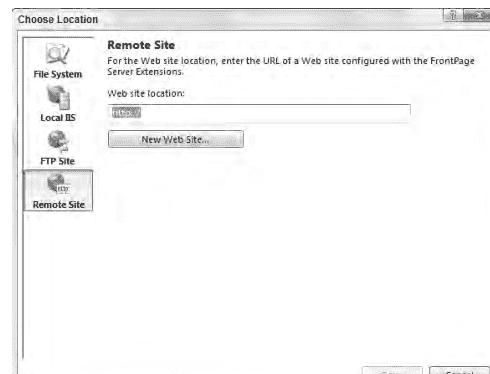 Choose Location
File System
Local IIS
FTP Site
Remote Site
Remote Site
For the Web site location, enter the URL of a Web site configured with the FrontPage
Server Extensions.
Web site location:
http://
New Web Site...
Cancel